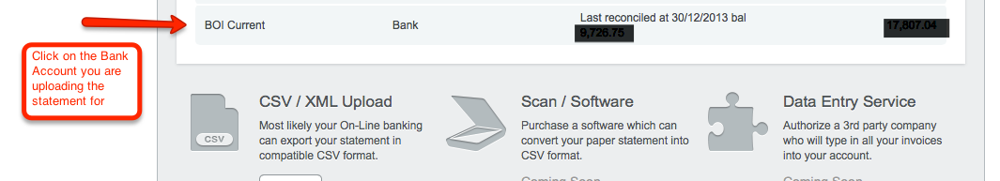 BOI Current
Bank
Last reconciled at 30/12/2013 bal
9,726.75
17,807.04
Click on the Bank
Account you are
uploading the
statement for
CSV / XML Upload
Most likely your On-Line banking
can export your statement in
compatible CSV format.
CSV
Scan / Software
Purchase a software which can
convert your paper statement into
CSV format.
Coming Soon
Data Entry Service
Authorize a 3rd party company
who will type in all your invoices
into your account.
Coming Soon